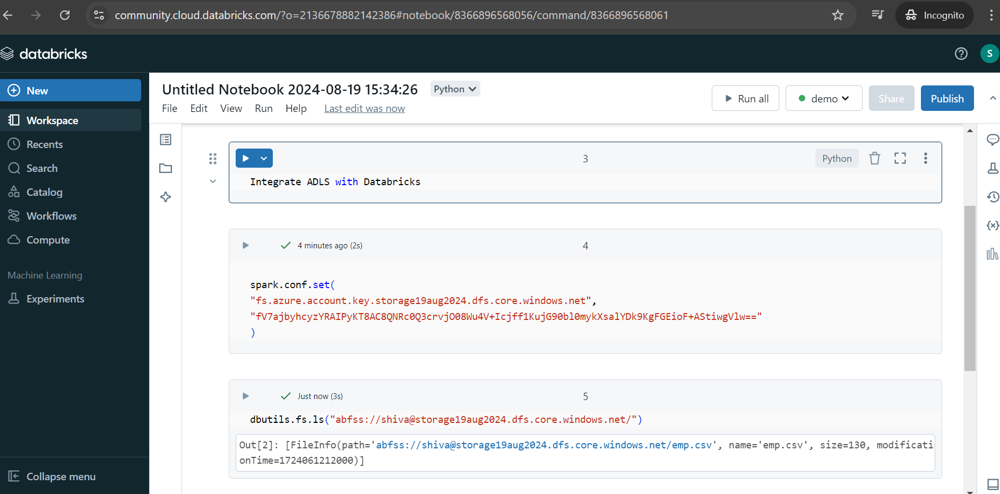 community.cloud.databricks.com/?o=2136678882142386#notebook/8366896568056/command/8366896568061
Incognito
databricks
S
New
Workspace
Recents
Search
Catalog
Workflows
Compute
Machine Learning
Experiments
Collapse menu
Untitled Notebook 2024-08-19 15:34:26
Python
File Edit View Run Help Last edit was now
Run all
demo
Share
Publish
3
Python
Integrate ADLS with Databricks
4 minutes ago (2s)
4
spark.conf.set(
"fs.azure.account.key.storage19aug2024.dfs.core.windows.net",
"fV7ajbyhcyzYRAIPyKT8AC8QNRc0Q3crvjO08Wu4V+Icjff1KujG90bl0mykXsalYDk9KgFGEioF+AStiwgVlw=="
)
Just now (3s)
5
dbutils.fs.ls("abfss://shiva@storage19aug2024.dfs.core.windows.net/")
Out[2]: [FileInfo(path='abfss://shiva@storage19aug2024.dfs.core.windows.net/emp.csv', name='emp.csv', size=130, modificati
onTime=1724061212000)]